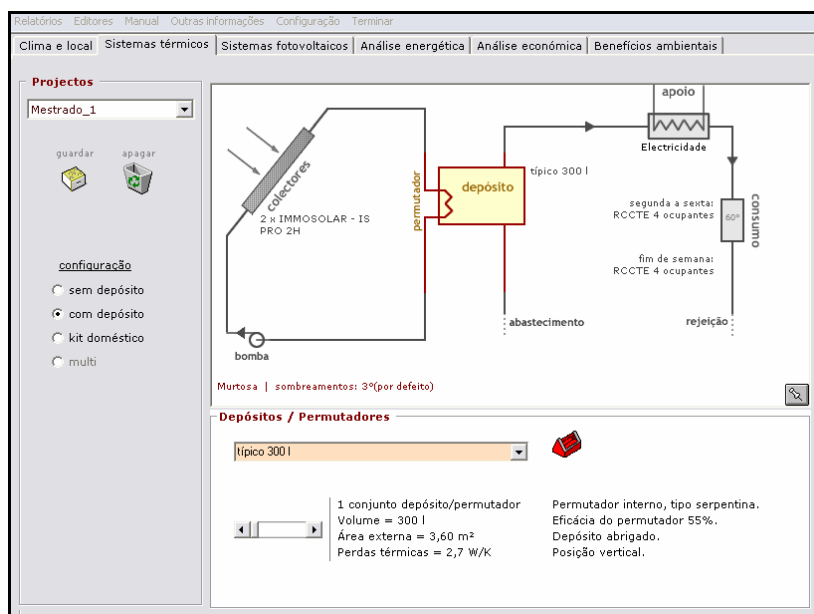 Relatórios Editores Manual Outras informações Configuração Terminar
Clima e local Sistemas térmicos Sistemas fotovoltaicos Análise energética Análise económica Benefícios ambientais
Projectos
Mestrado_1
guardar apagar
configuração
sem depósito
com depósito
kit doméstico
multi
apoio
Electricidade
colectores
2 x IMMOSOLAR - IS
PRO 2H
permutador
depósito
típico 300 l
segunda a sexta:
RCCTE 4 ocupantes
60°
consumo
fim de semana:
RCCTE 4 ocupantes
abastecimento
rejeição
bomba
Murtosa | sombreamentos: 3°(por defeito)
Depósitos / Permutadores
típico 300 l
1 conjunto depósito/permutador
Volume = 300 l
Área externa = 3,60 m²
Perdas térmicas = 2,7 W/K
Permutador interno, tipo serpentina.
Eficácia do permutador 55%.
Depósito abrigado.
Posição vertical.